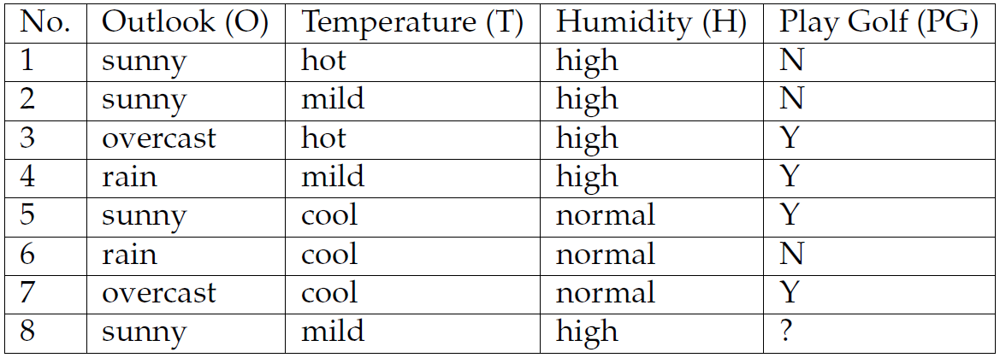 No. Outlook (O) Temperature (T) Humidity (H) Play Golf (PG)
1 sunny hot high N
2 sunny mild high N
3 overcast hot high Y
4 rain mild high Y
5 sunny cool normal Y
6 rain cool normal N
7 overcast cool normal Y
8 sunny mild high ?